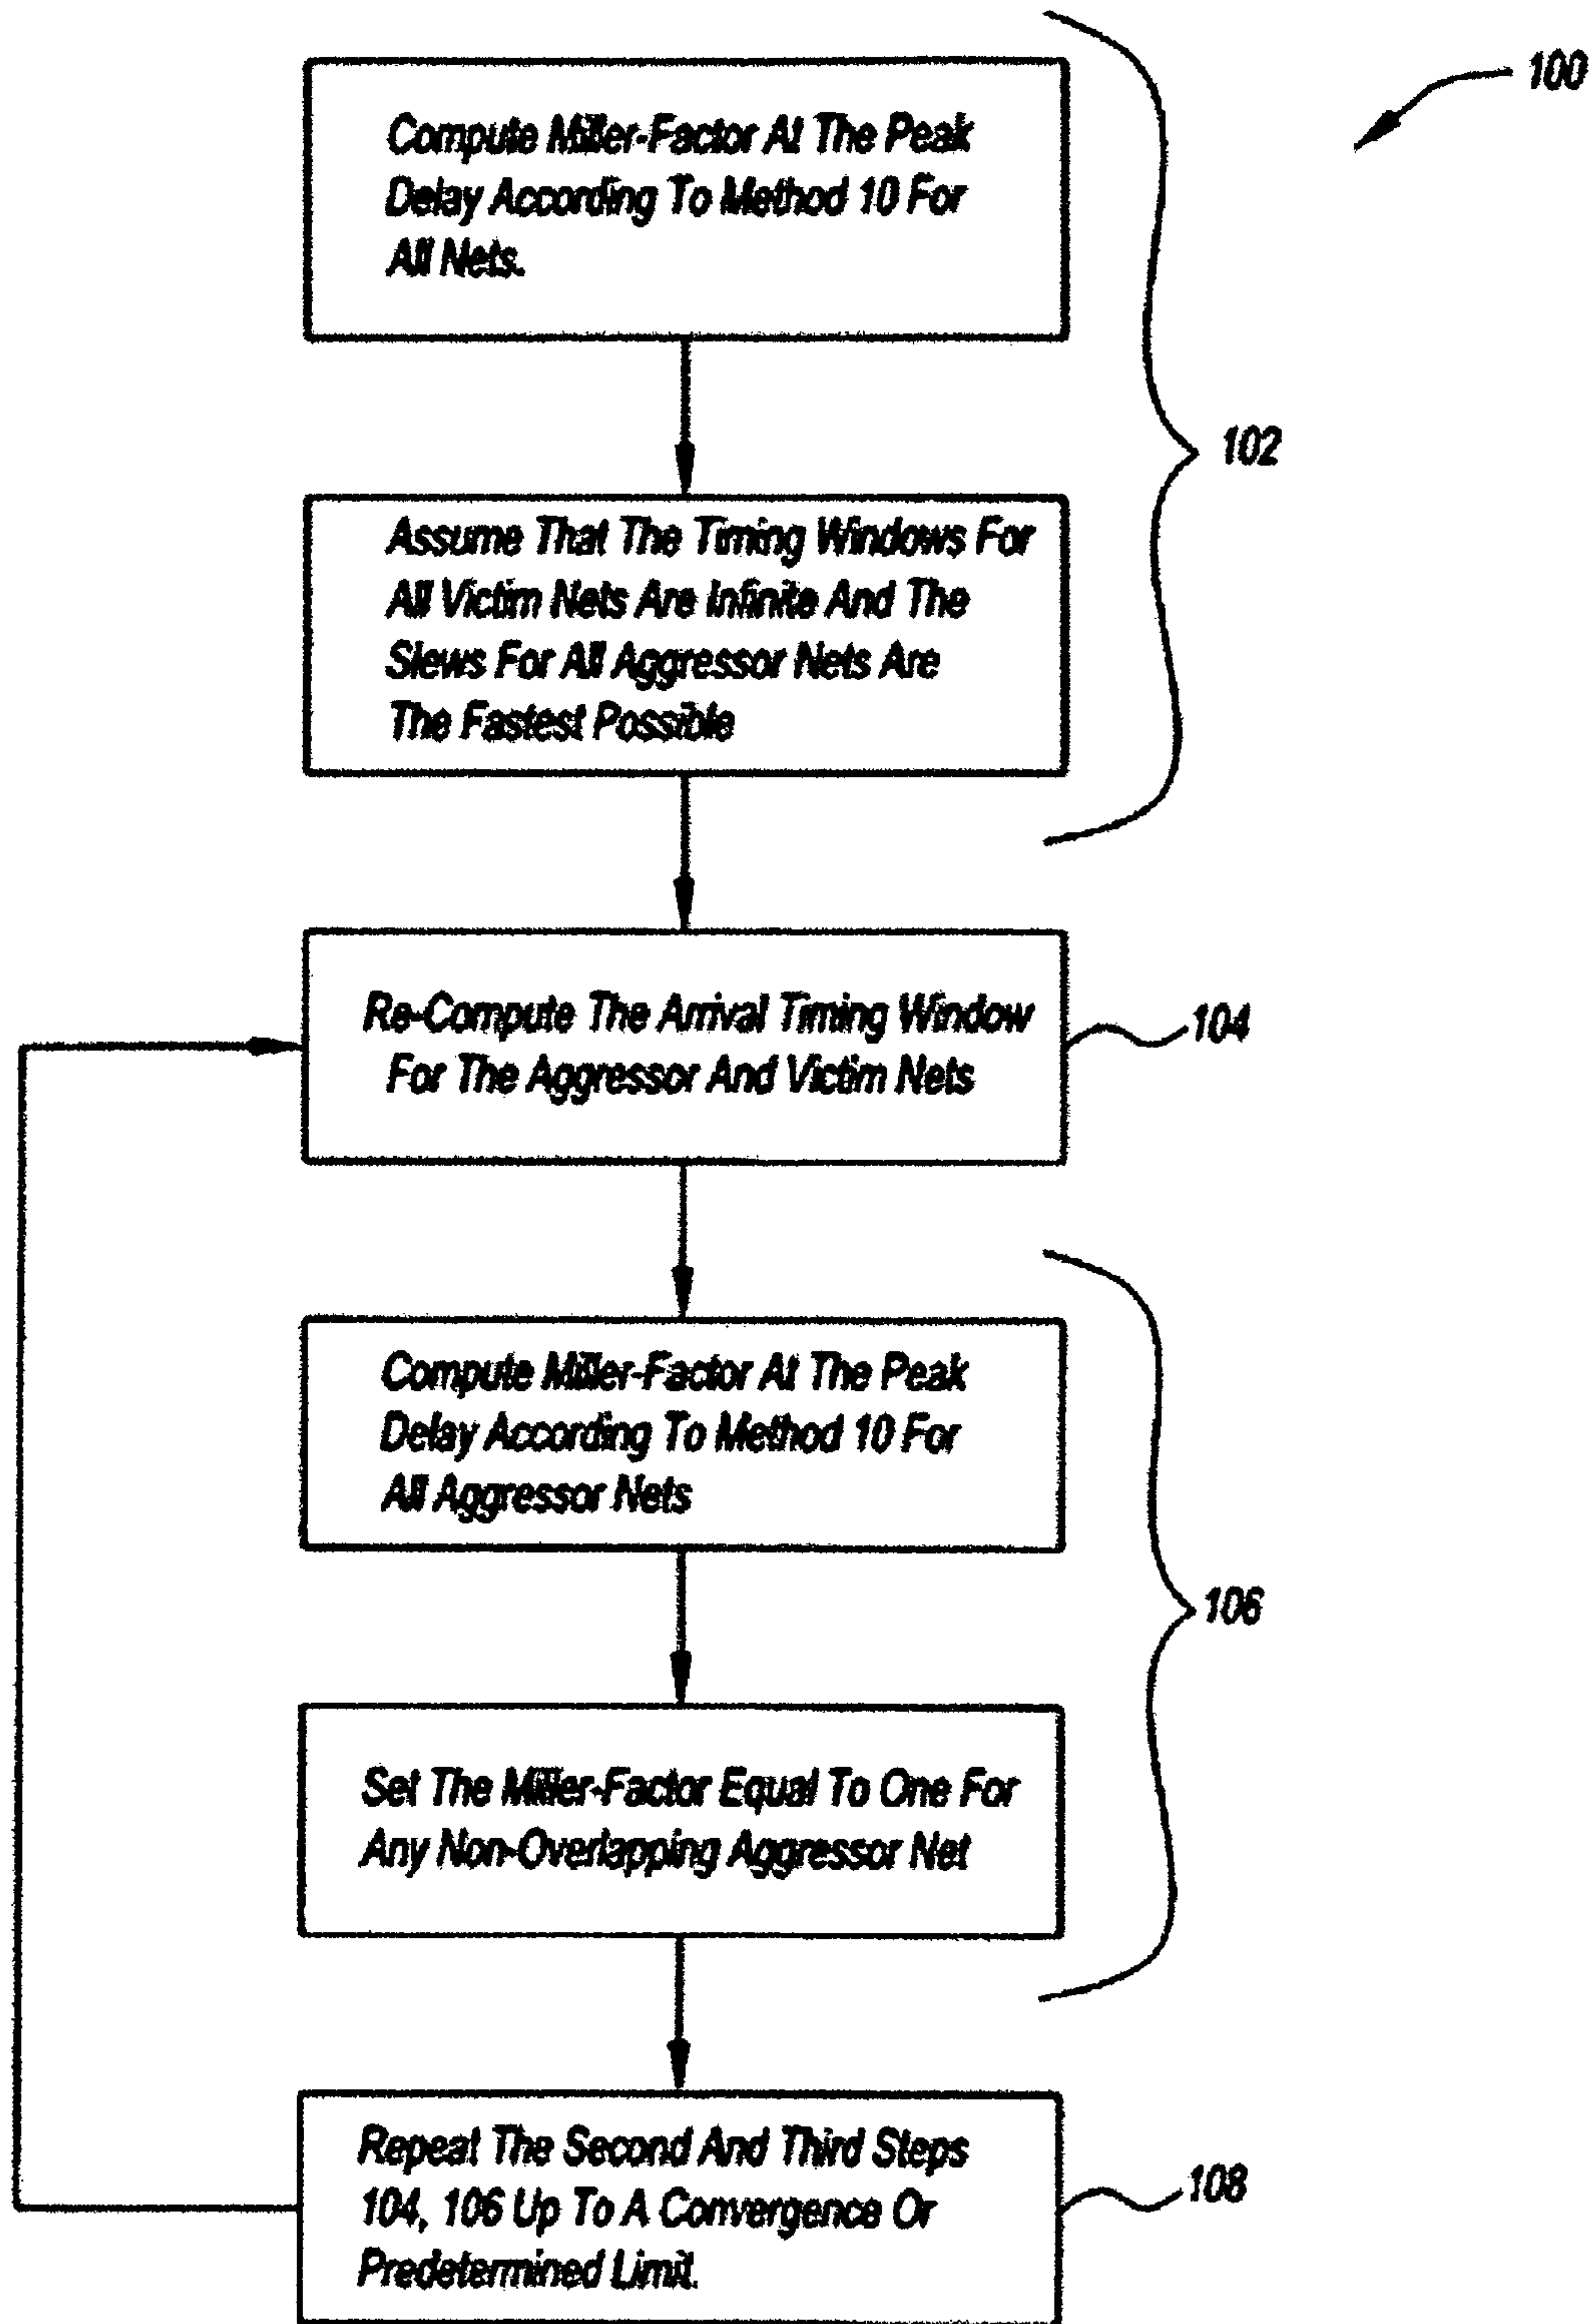 100
Compute Miller-Factor At The Peak
Delay According To Method 10 For
All Nets.
102
Assume That The Timing Windows For
All Victim Nets Are Infinite And The
Slews For All Aggressor Nets Are
The Fastest Possible
Re-Compute The Arrival Timing Window
For The Aggressor And Victim Nets
104
Compute Miller-Factor At The Peak
Delay According To Method 10 For
All Aggressor Nets
106
Set The Miller-Factor Equal To One For
Any Non-Overlapping Aggressor Net
Repeat The Second And Third Steps
104, 106 Up To A Convergence Or
Predetermined Limit.
108